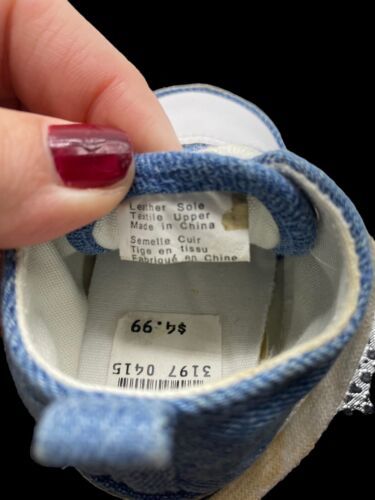 Leather Sole
Textile Upper
Made in China
Semelle Cuir
Tige en tissu
Fabriqué en Chine
$4.99
3197 0415